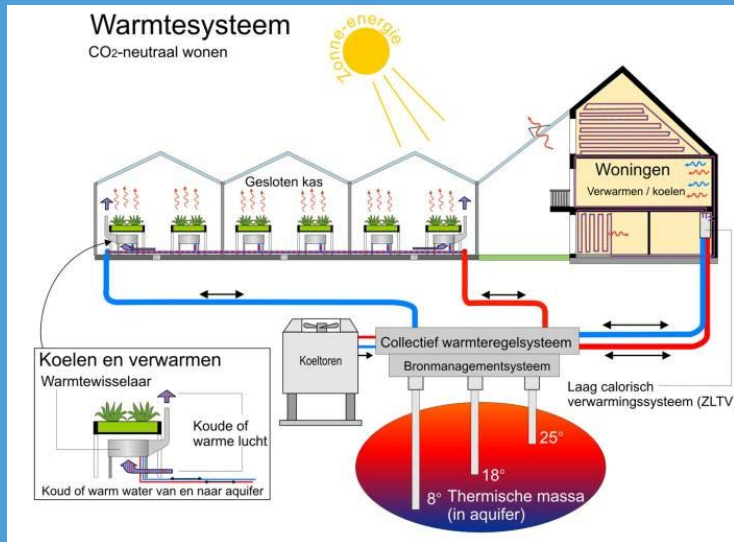 Warmtesysteem
CO2-neutraal wonen
Zonne-energie
Gesloten kas
Woningen
Verwarmen / koelen
Koeltoren
Collectief warmteregelsysteem
Bronmanagementsysteem
Laag calorisch
verwarmingssysteem (ZLTV)
Koelen en verwarmen
Warmtewisselaar
Koude of
warme lucht
Koud of warm water van en naar aquifer
25°
18°
8° Thermische massa
(in aquifer)